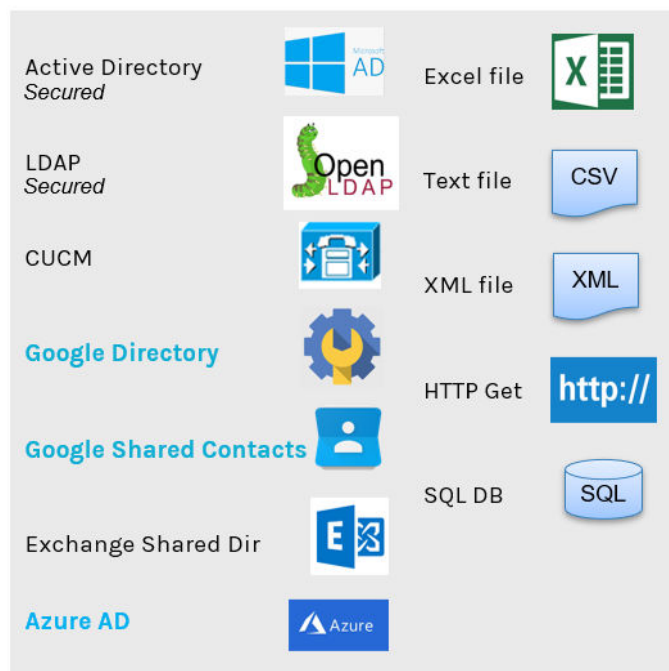 Active Directory
Secured
Microsoft
AD
LDAP
Secured
Open
LDAP
CUCM
Google Directory
Google Shared Contacts
Exchange Shared Dir
E
Azure AD
Azure
Excel file
X
Text file
CSV
XML file
XML
HTTP Get
http://
SQL DB
SQL